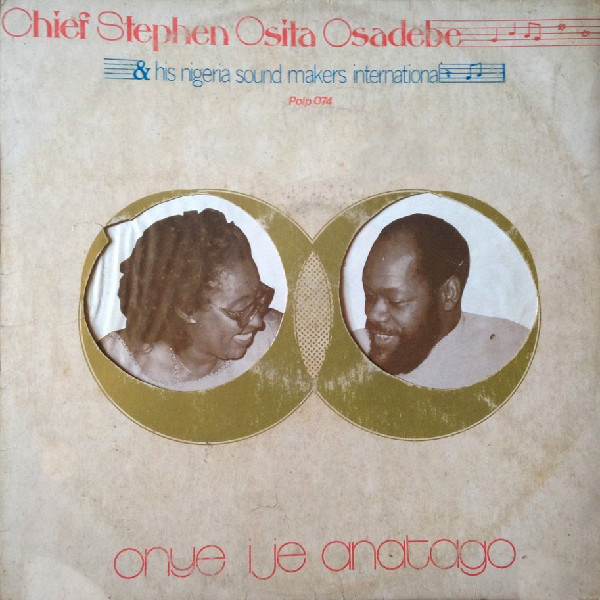 Chief Stephen Osita Osadebe
& his nigeria sound makers international
Polp 074
onye ije anatago